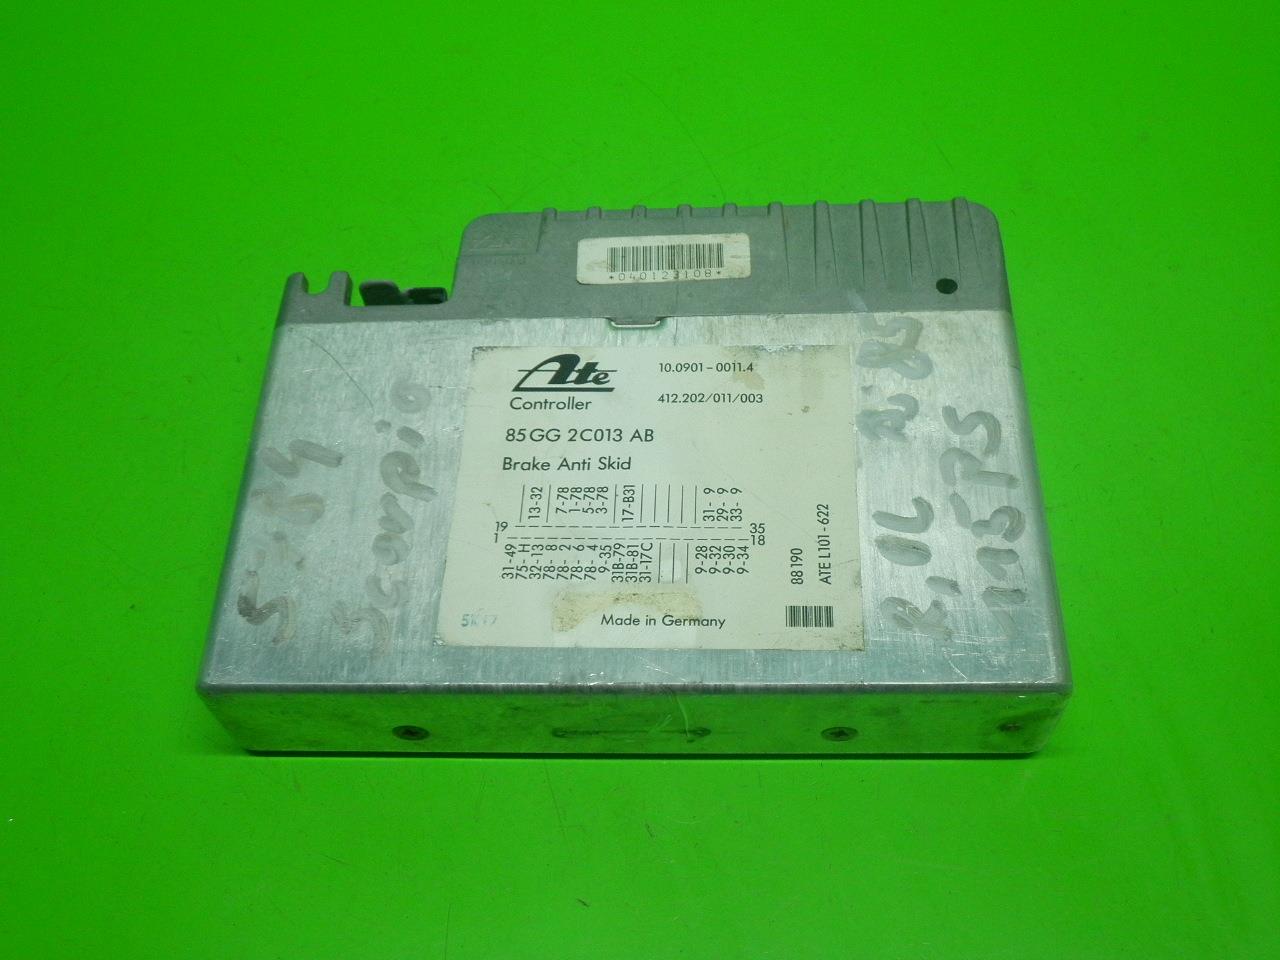 *040123108*
Ate
Controller
10.0901-0011.4
412.202/011/003
85GG 2C013 AB
Brake Anti Skid
13-32 7-78 1-78 5-78 3-78 17-B31 31-9 29-9 33-9
19 35
1 18
31-49 75-H 32-13 78-8 78-2 78-6 78-4 9-35 31B-79 31B-81 31-17C 9-28 9-32 9-30 9-34
88190
ATE L101-622
Made in Germany
Scorpio
115PS